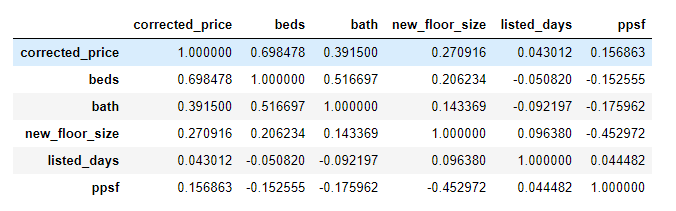 corrected_price beds bath new_floor_size listed_days ppsf
corrected_price 1.000000 0.698478 0.391500 0.270916 0.043012 0.156863
beds 0.698478 1.000000 0.516697 0.206234 -0.050820 -0.152555
bath 0.391500 0.516697 1.000000 0.143369 -0.092197 -0.175962
new_floor_size 0.270916 0.206234 0.143369 1.000000 0.096380 -0.452972
listed_days 0.043012 -0.050820 -0.092197 0.096380 1.000000 0.044482
ppsf 0.156863 -0.152555 -0.175962 -0.452972 0.044482 1.000000